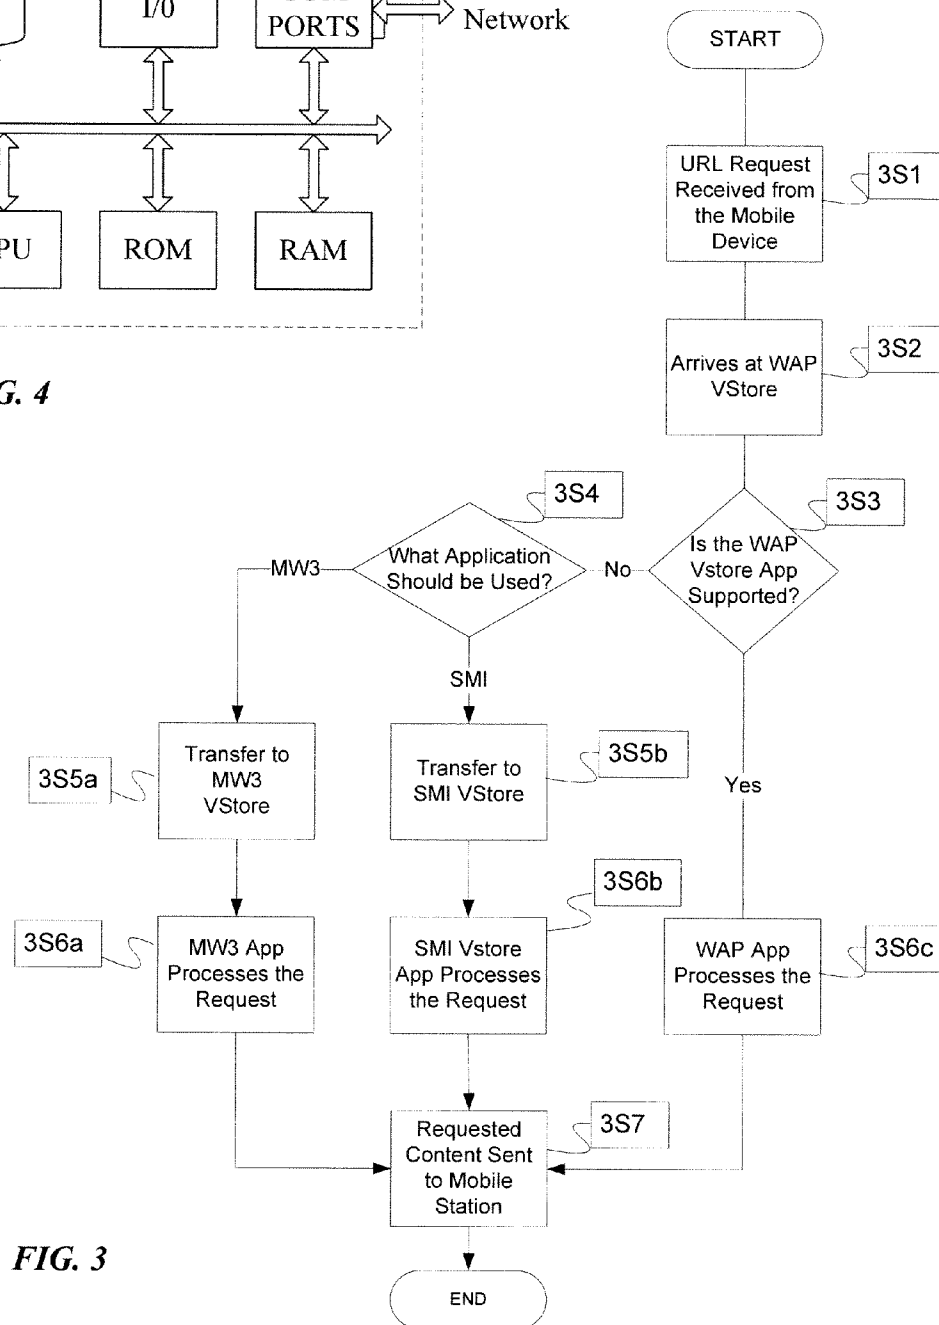 I/0
PORTS
Network
PU
ROM
RAM
G. 4
START
URL Request
Received from
the Mobile
Device
3S1
Arrives at WAP
VStore
3S2
Is the WAP
Vstore App
Supported?
3S3
No
Yes
What Application
Should be Used?
3S4
MW3
SMI
Transfer to
MW3
VStore
3S5a
Transfer to
SMI VStore
3S5b
MW3 App
Processes the
Request
3S6a
SMI Vstore
App Processes
the Request
3S6b
WAP App
Processes the
Request
3S6c
Requested
Content Sent
to Mobile
Station
3S7
END
FIG. 3